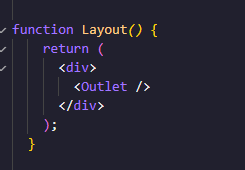 function Layout() {
return (
<div>
<Outlet />
</div>
);
}